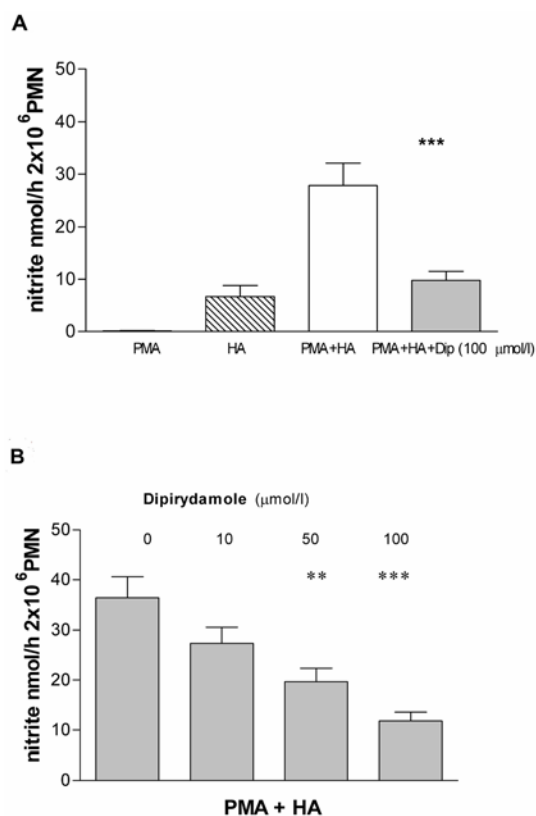 A
nitrite nmol/h 2x10⁶PMN
50
40
30
20
10
0
***
PMA HA PMA+HA PMA+HA+Dip (100 μmol/l)
B
Dipirydamole (μmol/l)
nitrite nmol/h 2x10⁶PMN
50
40
30
20
10
0
0 10 50 100
** ***
PMA + HA